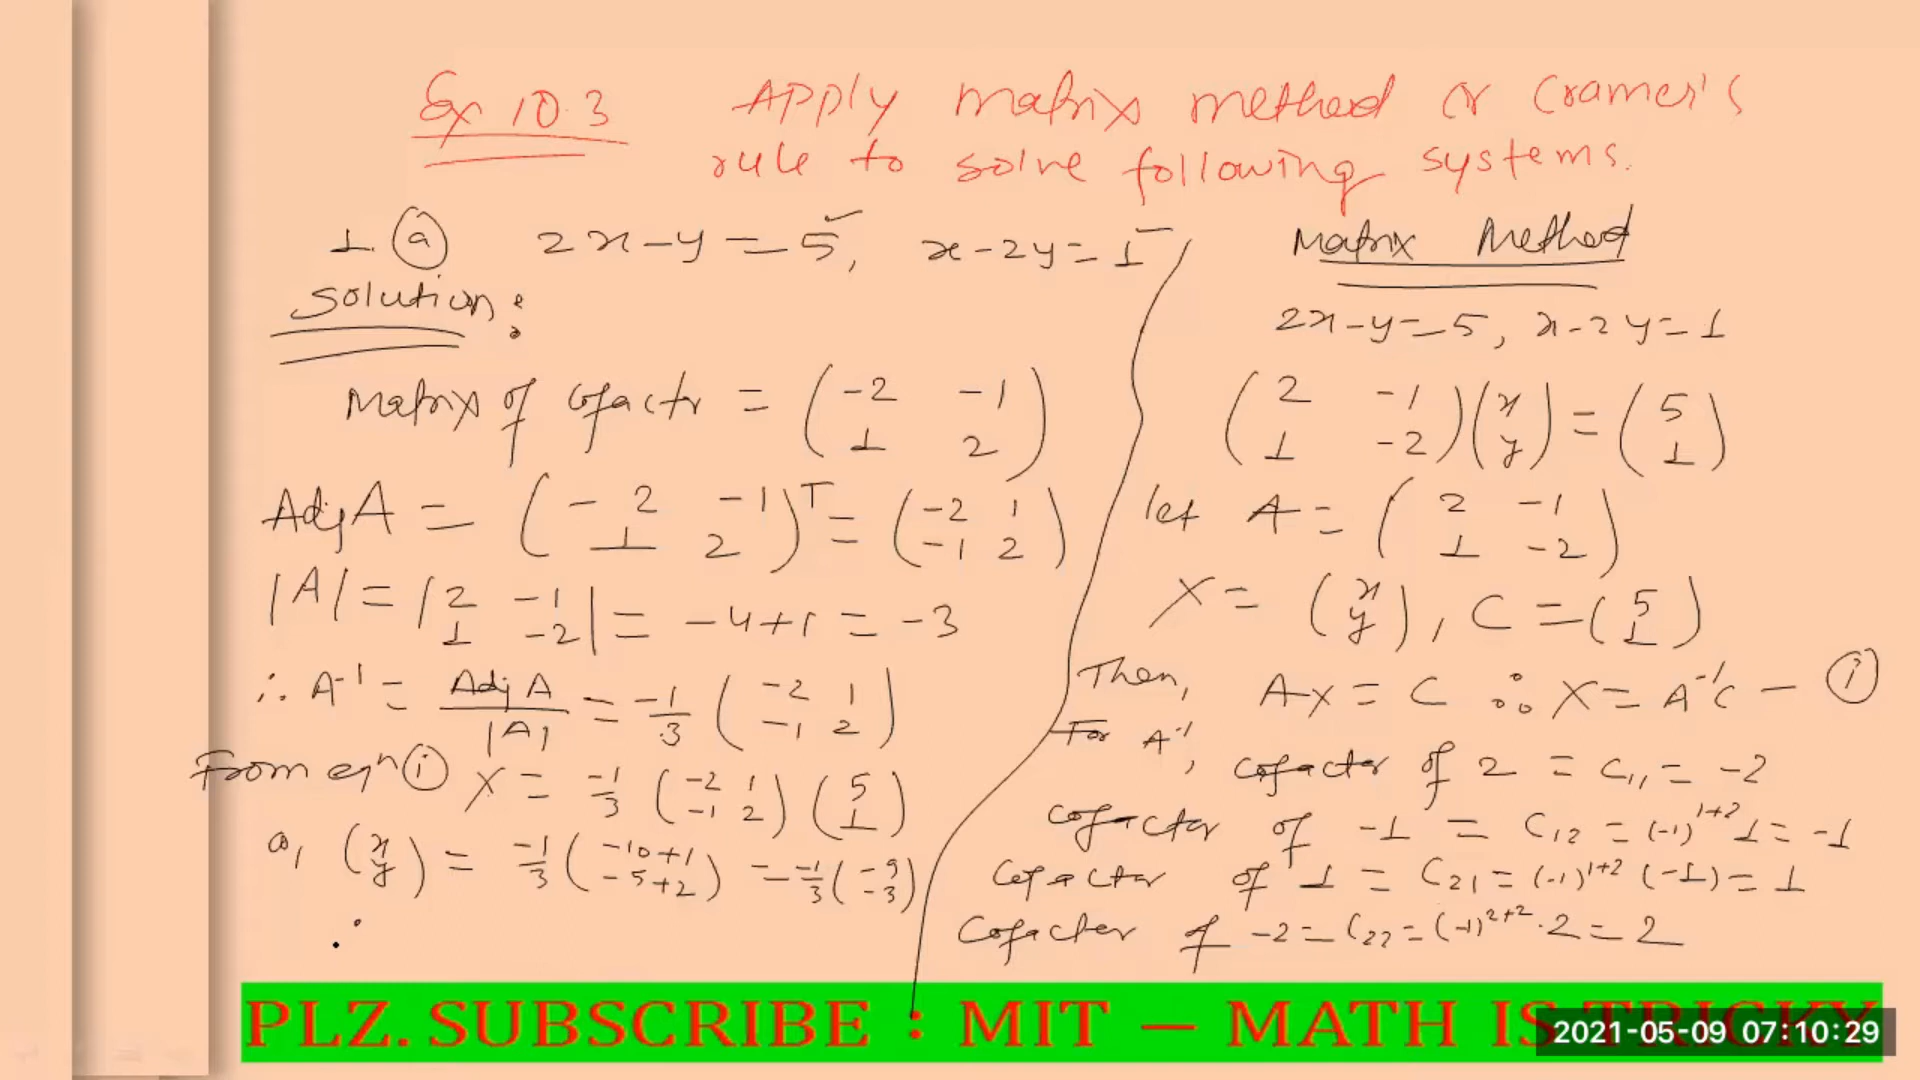 Ex 10.3 Apply matrix method or Cramer's
rule to solve following systems.
1. (a) 2x-y=5, x-2y=1
Solution:
Matrix Method
2x-y=5, x-2y=1
(2 -1
1 -2)(x
y) = (5
1)
let A = (2 -1
1 -2)
X = (x
y), C = (5
1)
Then, AX = C ∴ X = A⁻¹C — (i)
For A⁻¹, cofactor of 2 = C₁₁ = -2
cofactor of -1 = C₁₂ = (-1)¹⁺² 1 = -1
Cofactor of 1 = C₂₁ = (-1)¹⁺² (-1) = 1
Cofactor of -2 = C₂₂ = (-1)²⁺² . 2 = 2
Matrix of cofactr = (-2 -1
1 2)
Adj A = (-2 -1
1 2)ᵀ = (-2 1
-1 2)
|A| = |2 -1
1 -2| = -4+1 = -3
∴ A⁻¹ = Adj A / |A| = -1/3 (-2 1
-1 2)
From eqⁿ (i) X = -1/3 (-2 1
-1 2) (5
1)
or, (x
y) = -1/3 (-10+1
-5+2) = -1/3 (-9
-3)
PLZ. SUBSCRIBE : MIT – MATH IS TRICKY
2021-05-09 07:10:29